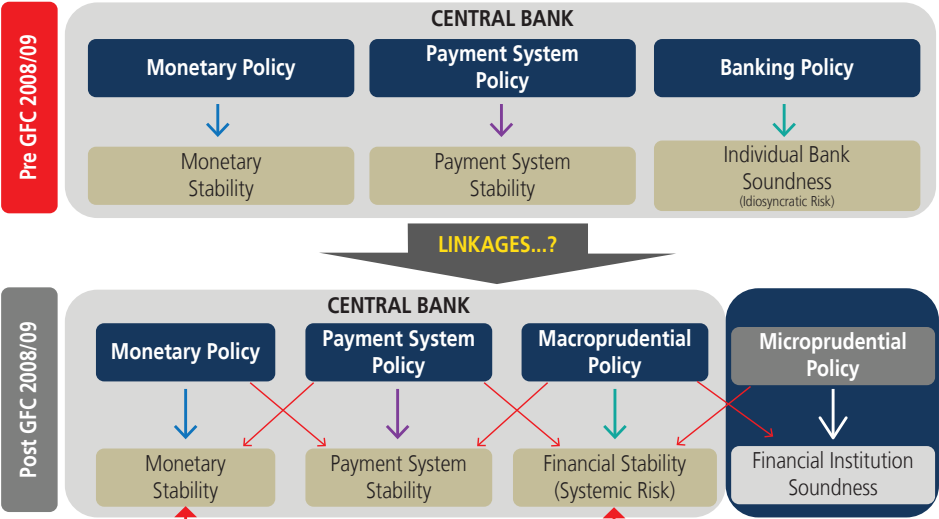 Pre GFC 2008/09
CENTRAL BANK
Monetary Policy
Payment System
Policy
Banking Policy
Monetary
Stability
Payment System
Stability
Individual Bank
Soundness
(Idiosyncratic Risk)
LINKAGES...?
Post GFC 2008/09
CENTRAL BANK
Monetary Policy
Payment System
Policy
Macroprudential
Policy
Microprudential
Policy
Monetary
Stability
Payment System
Stability
Financial Stability
(Systemic Risk)
Financial Institution
Soundness